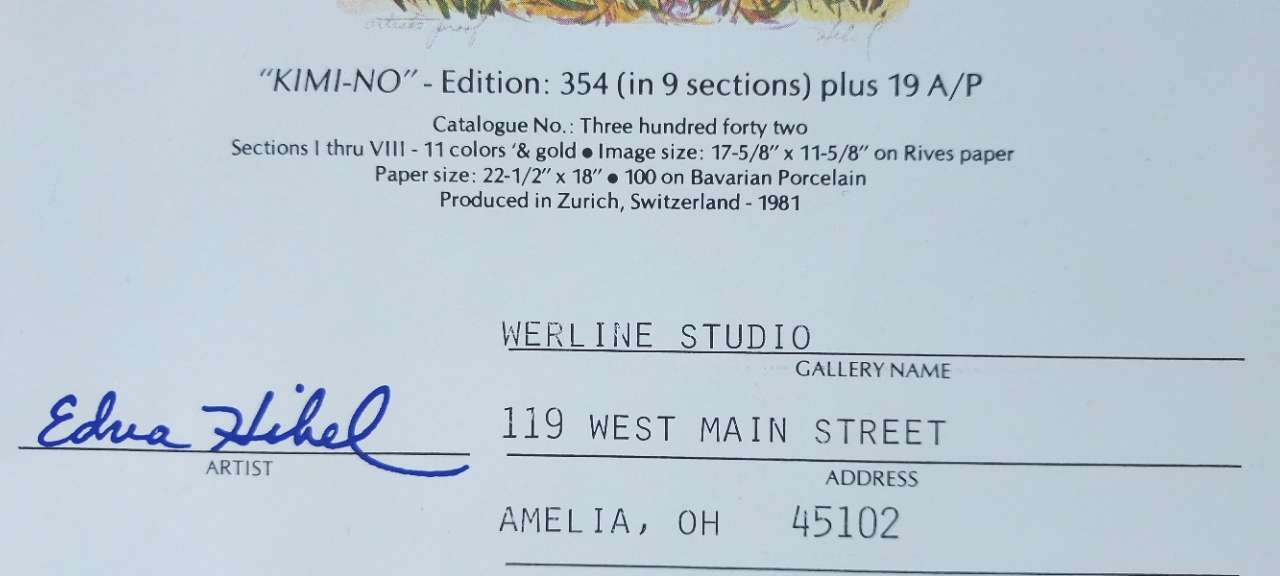 artists proof
"KIMI-NO" - Edition: 354 (in 9 sections) plus 19 A/P
Catalogue No.: Three hundred forty two
Sections I thru VIII - 11 colors '& gold ● Image size: 17-5/8" x 11-5/8" on Rives paper
Paper size: 22-1/2" x 18" ● 100 on Bavarian Porcelain
Produced in Zurich, Switzerland - 1981
WERLINE STUDIO
GALLERY NAME
Edna Hibel
ARTIST
119 WEST MAIN STREET
ADDRESS
AMELIA, OH 45102